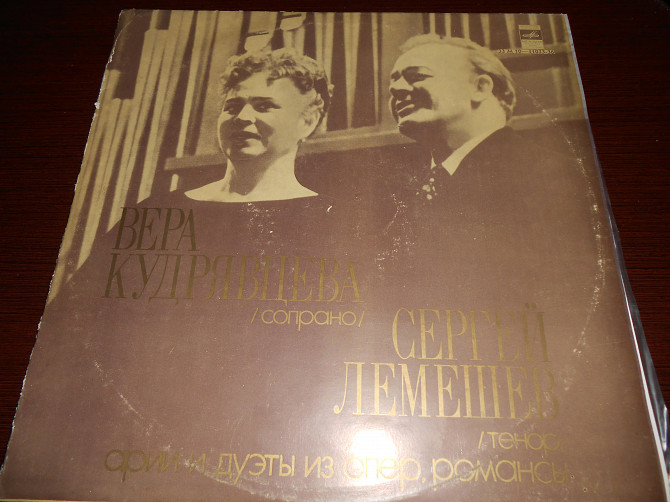 ВЕРА
КУДРЯВЦЕВА
/сопрано/
СЕРГЕЙ
ЛЕМЕШЕВ
/тенор/
арии и дуэты из опер, романсы